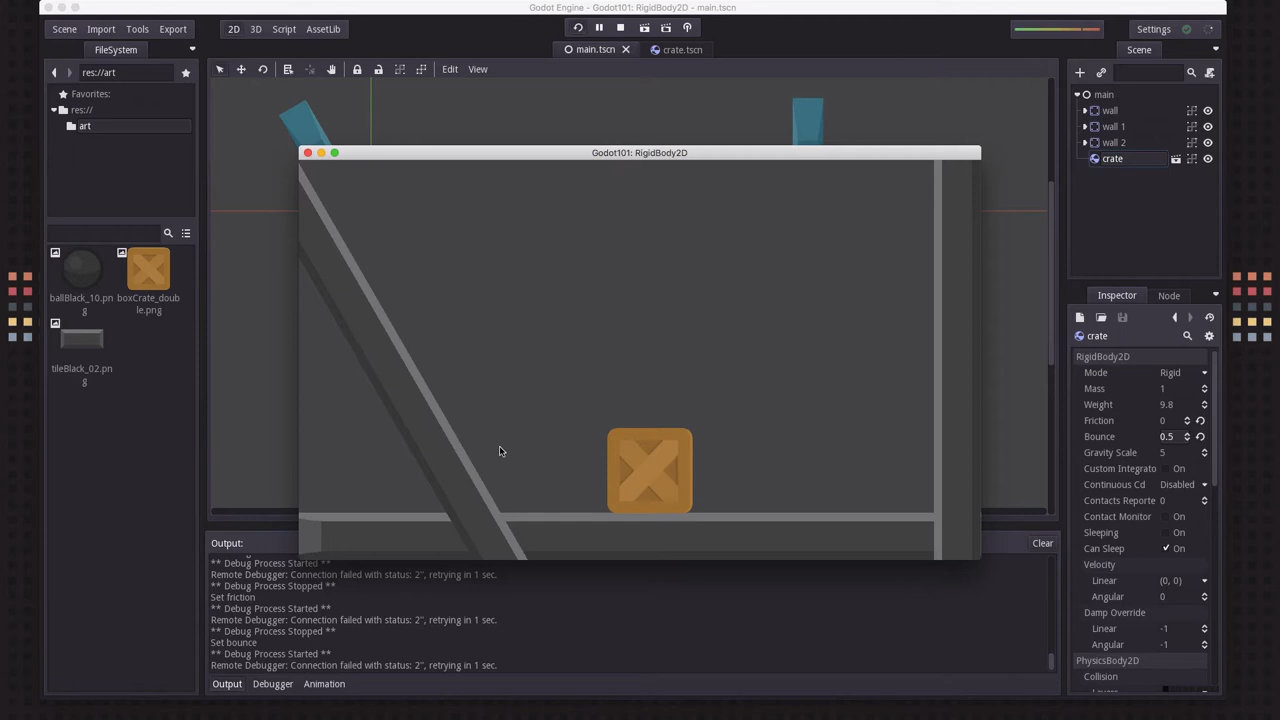 Godot Engine - Godot101: RigidBody2D - main.tscn
Scene Import Tools Export
2D 3D Script AssetLib
Settings
FileSystem
main.tscn
crate.tscn
Scene
res://art
Edit View
Favorites:
res://
art
main
wall
wall 1
wall 2
crate
Godot101: RigidBody2D
ballBlack_10.pn
g
boxCrate_doub
le.png
tileBlack_02.pn
g
Inspector Node
crate
RigidBody2D
Mode Rigid
Mass 1
Weight 9.8
Friction 0
Bounce 0.5
Gravity Scale 5
Custom Integrato On
Continuous Cd Disabled
Contacts Reporte 0
Contact Monitor On
Sleeping On
Can Sleep On
Velocity
Linear (0, 0)
Angular 0
Damp Override
Linear -1
Angular -1
PhysicsBody2D
Collision
Output:
Clear
** Debug Process Started **
Remote Debugger: Connection failed with status: 2'', retrying in 1 sec.
** Debug Process Stopped **
Set friction
** Debug Process Started **
Remote Debugger: Connection failed with status: 2'', retrying in 1 sec.
** Debug Process Stopped **
Set bounce
** Debug Process Started **
Remote Debugger: Connection failed with status: 2'', retrying in 1 sec.
Output Debugger Animation